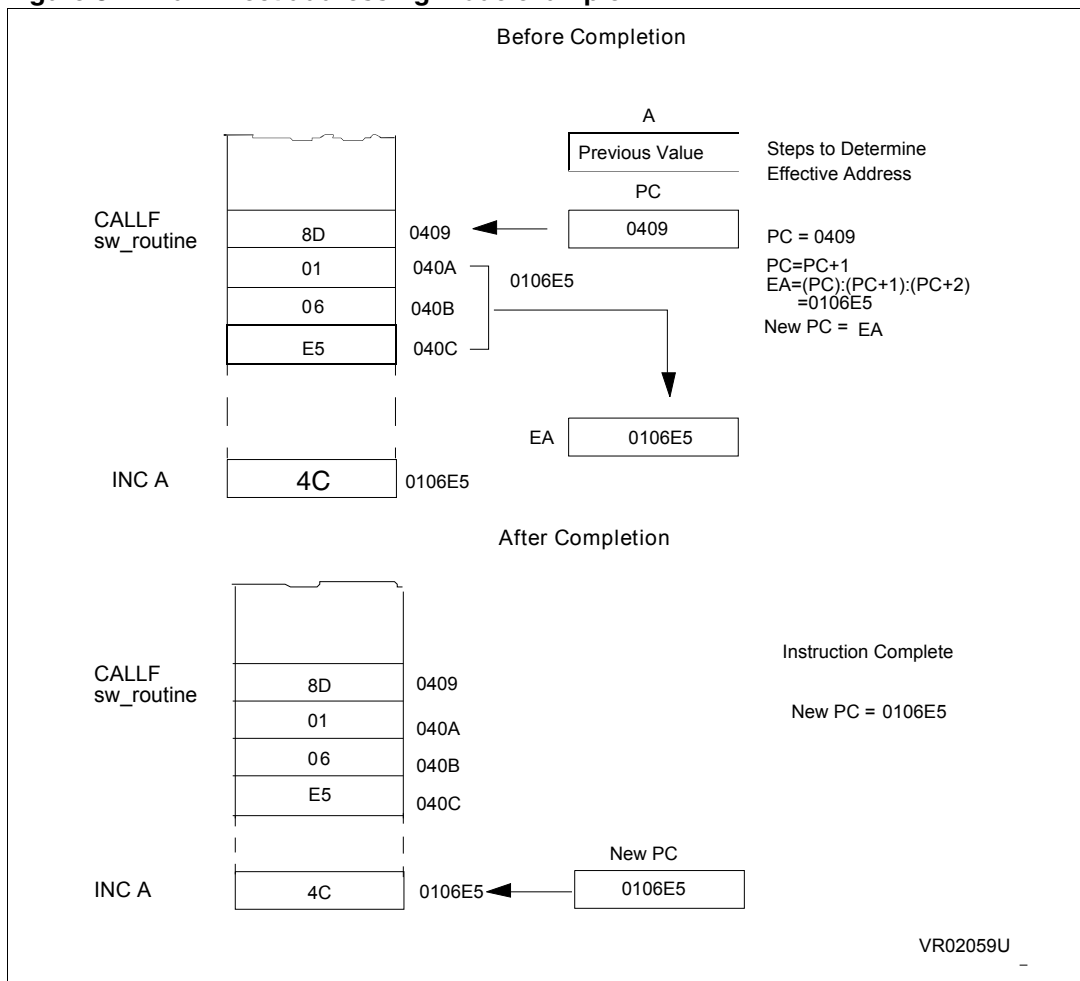 Before Completion
A
Previous Value
Steps to Determine
Effective Address
PC
CALLF
sw_routine
8D
0409
0409
PC = 0409
01
040A
0106E5
PC=PC+1
EA=(PC):(PC+1):(PC+2)
=0106E5
06
040B
New PC = EA
E5
040C
EA
0106E5
INC A
4C
0106E5
After Completion
Instruction Complete
CALLF
sw_routine
8D
0409
New PC = 0106E5
01
040A
06
040B
E5
040C
New PC
INC A
4C
0106E5
0106E5
VR02059U